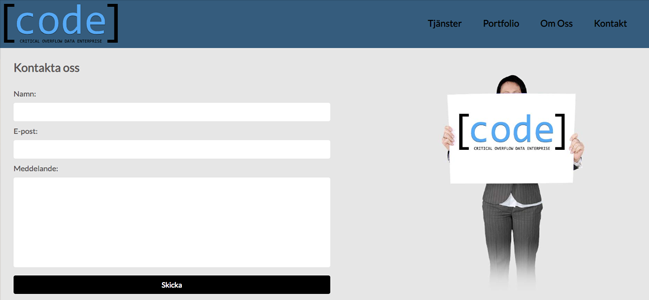 [code]
CRITICAL OVERFLOW DATA ENTERPRISE
Tjänster Portfolio Om Oss Kontakt
Kontakta oss
Namn:
E-post:
Meddelande:
Skicka
[code]
CRITICAL OVERFLOW DATA ENTERPRISE